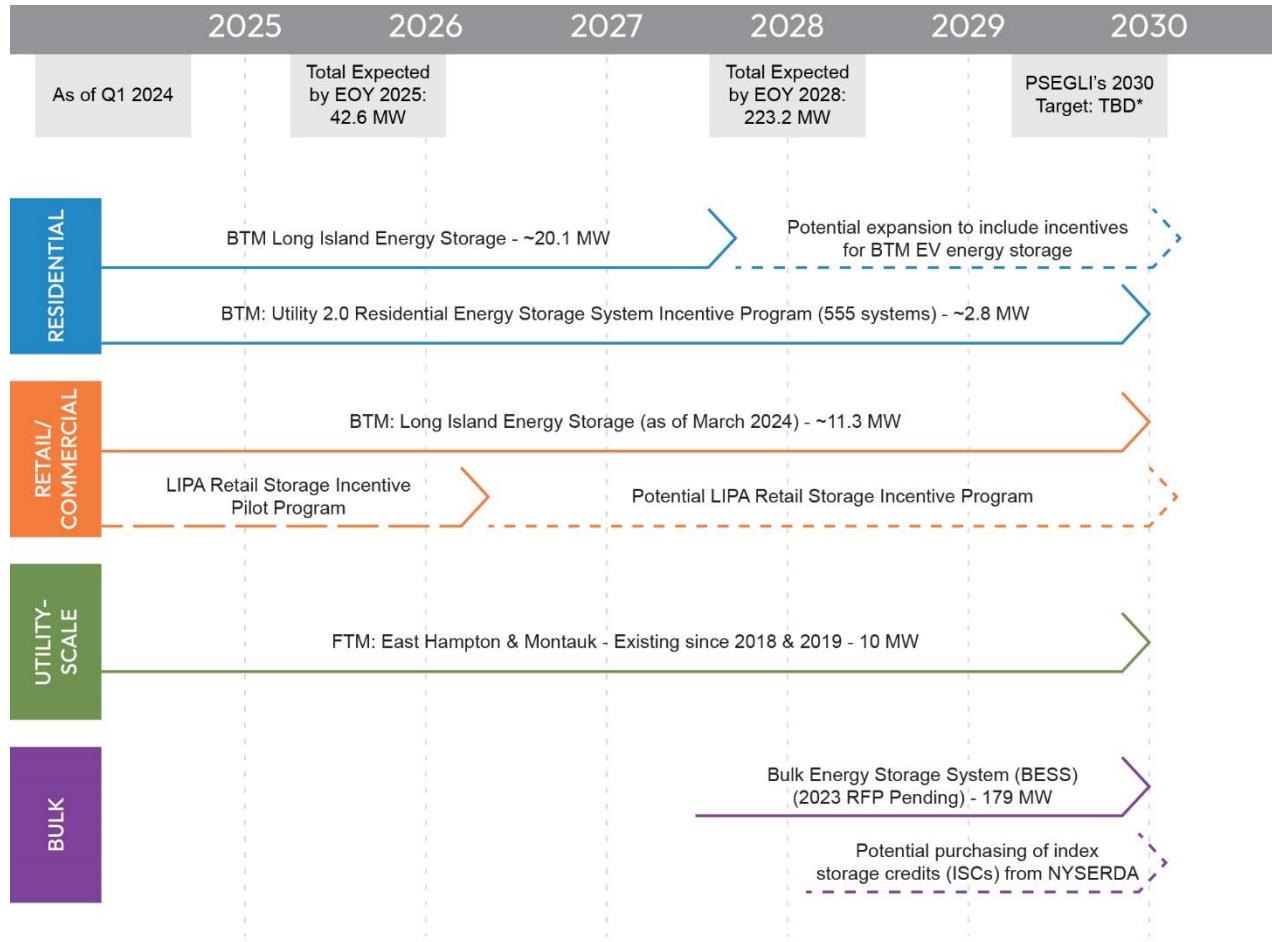 2025 2026 2027 2028 2029 2030
As of Q1 2024
Total Expected
by EOY 2025:
42.6 MW
Total Expected
by EOY 2028:
223.2 MW
PSEGLI's 2030
Target: TBD*
RESIDENTIAL
BTM Long Island Energy Storage - ~20.1 MW
Potential expansion to include incentives
for BTM EV energy storage
BTM: Utility 2.0 Residential Energy Storage System Incentive Program (555 systems) - ~2.8 MW
RETAIL/
COMMERCIAL
BTM: Long Island Energy Storage (as of March 2024) - ~11.3 MW
LIPA Retail Storage Incentive
Pilot Program
Potential LIPA Retail Storage Incentive Program
UTILITY-
SCALE
FTM: East Hampton & Montauk - Existing since 2018 & 2019 - 10 MW
BULK
Bulk Energy Storage System (BESS)
(2023 RFP Pending) - 179 MW
Potential purchasing of index
storage credits (ISCs) from NYSERDA